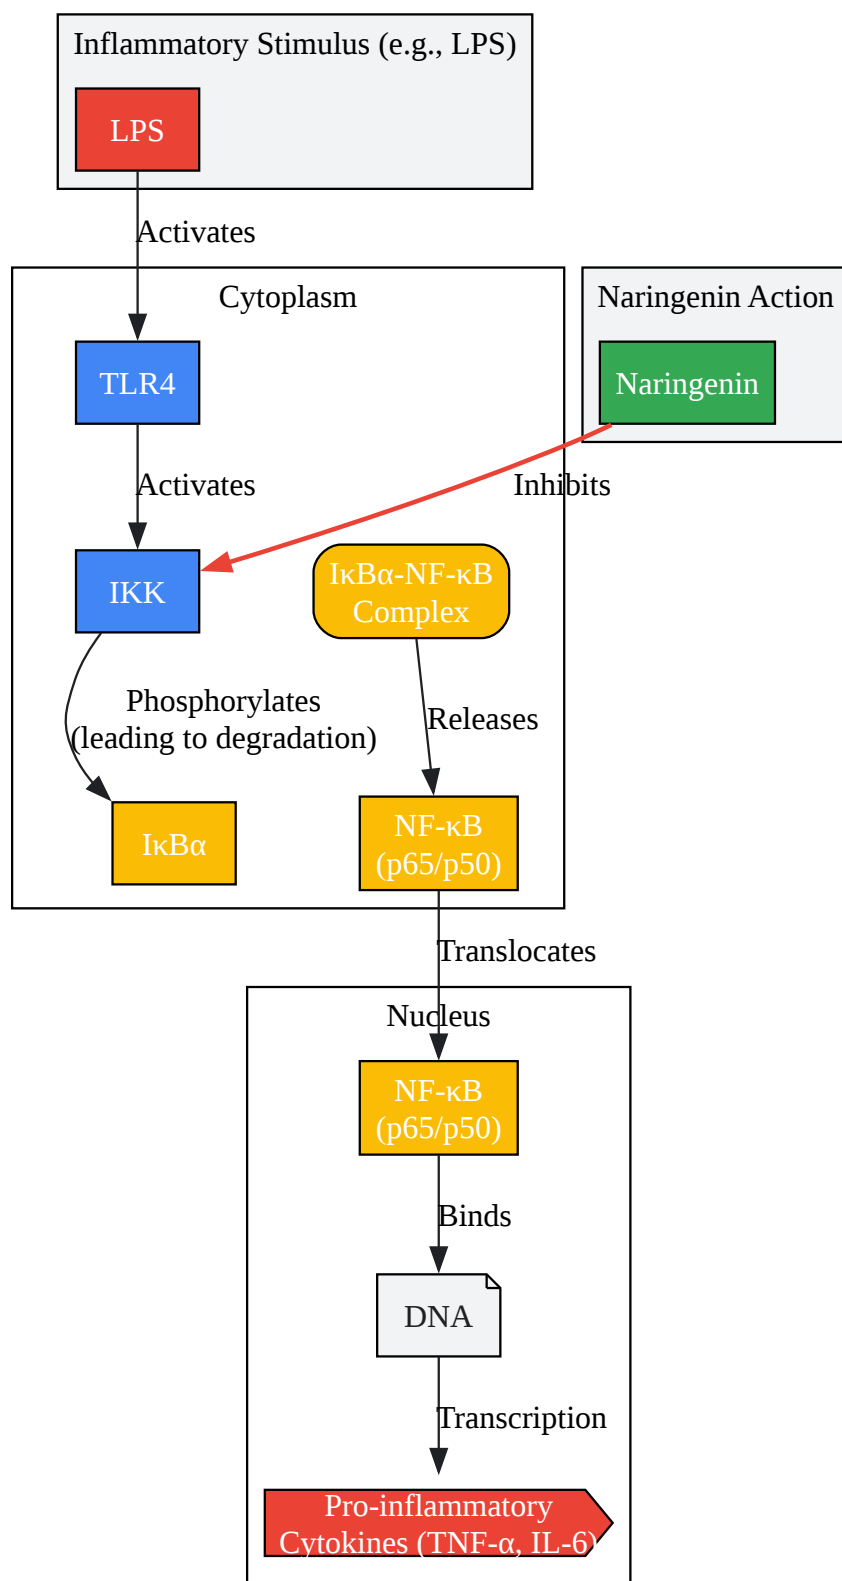 Inflammatory Stimulus (e.g., LPS)
LPS
Activates
Cytoplasm
Naringenin Action
TLR4
Naringenin
Activates
Inhibits
IKK
IκBα-NF-κB
Complex
Phosphorylates
(leading to degradation)
Releases
IκBα
NF-κB
(p65/p50)
Translocates
Nucleus
NF-κB
(p65/p50)
Binds
DNA
Transcription
Pro-inflammatory
Cytokines (TNF-α, IL-6)